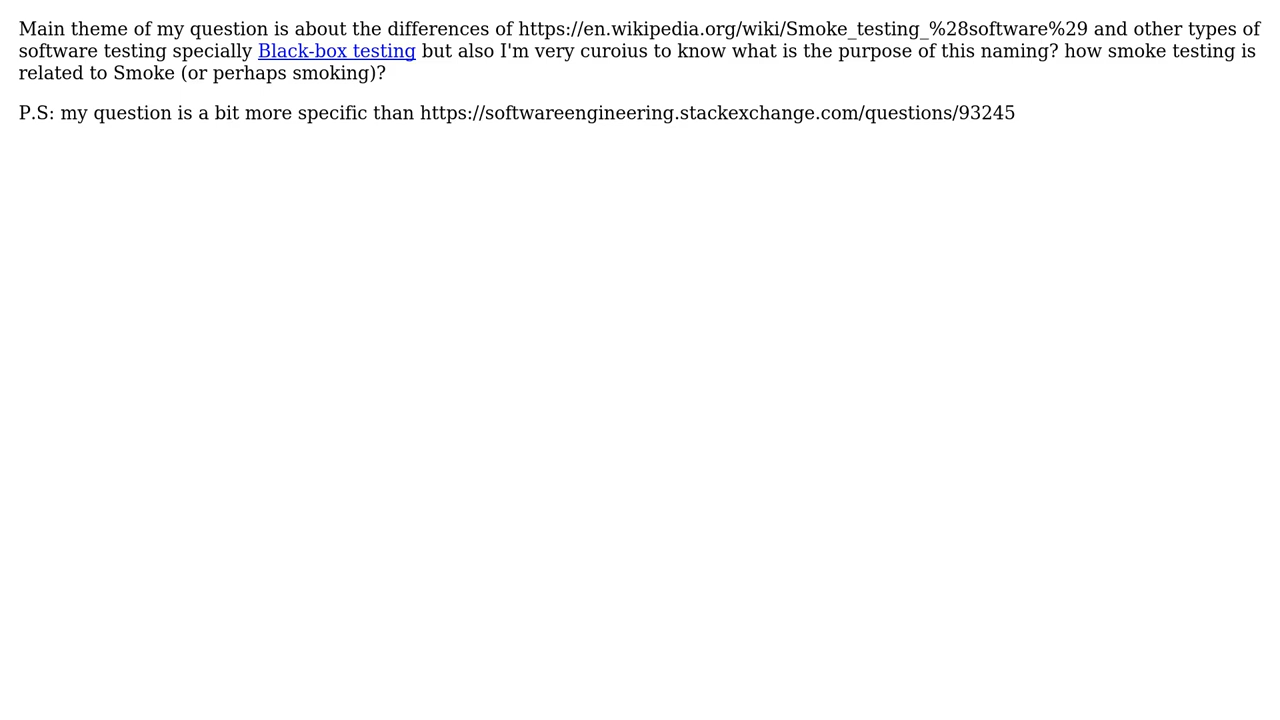 Main theme of my question is about the differences of https://en.wikipedia.org/wiki/Smoke_testing_%28software%29 and other types of
software testing specially Black-box testing but also I'm very curoius to know what is the purpose of this naming? how smoke testing is
related to Smoke (or perhaps smoking)?
P.S: my question is a bit more specific than https://softwareengineering.stackexchange.com/questions/93245